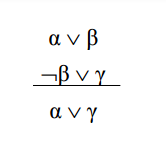 α ∨ β
¬β ∨ γ
α ∨ γ